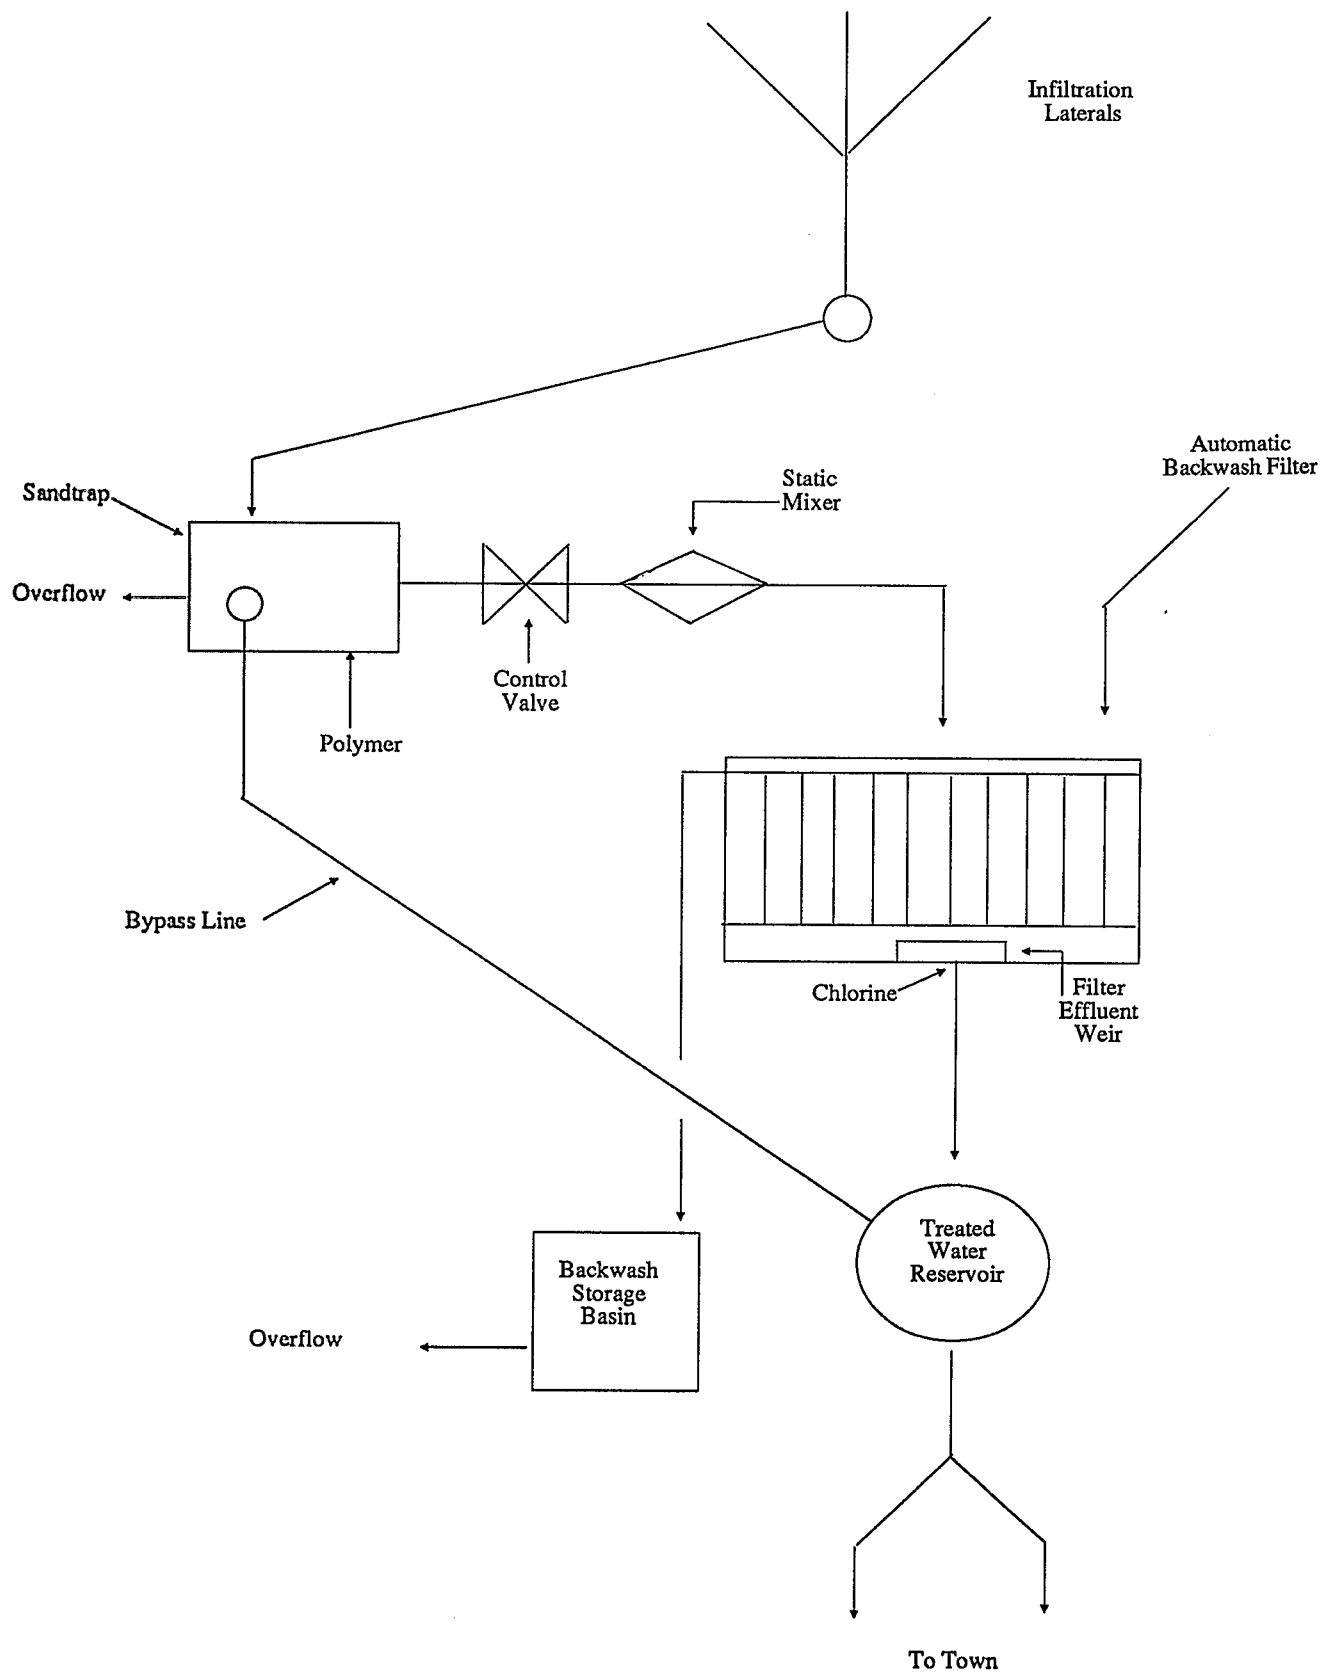 Infiltration
Laterals
Automatic
Backwash Filter
Static
Mixer
Sandtrap
Overflow
Control
Valve
Polymer
Bypass Line
Chlorine
Filter
Effluent
Weir
Treated
Water
Reservoir
Backwash
Storage
Basin
Overflow
To Town